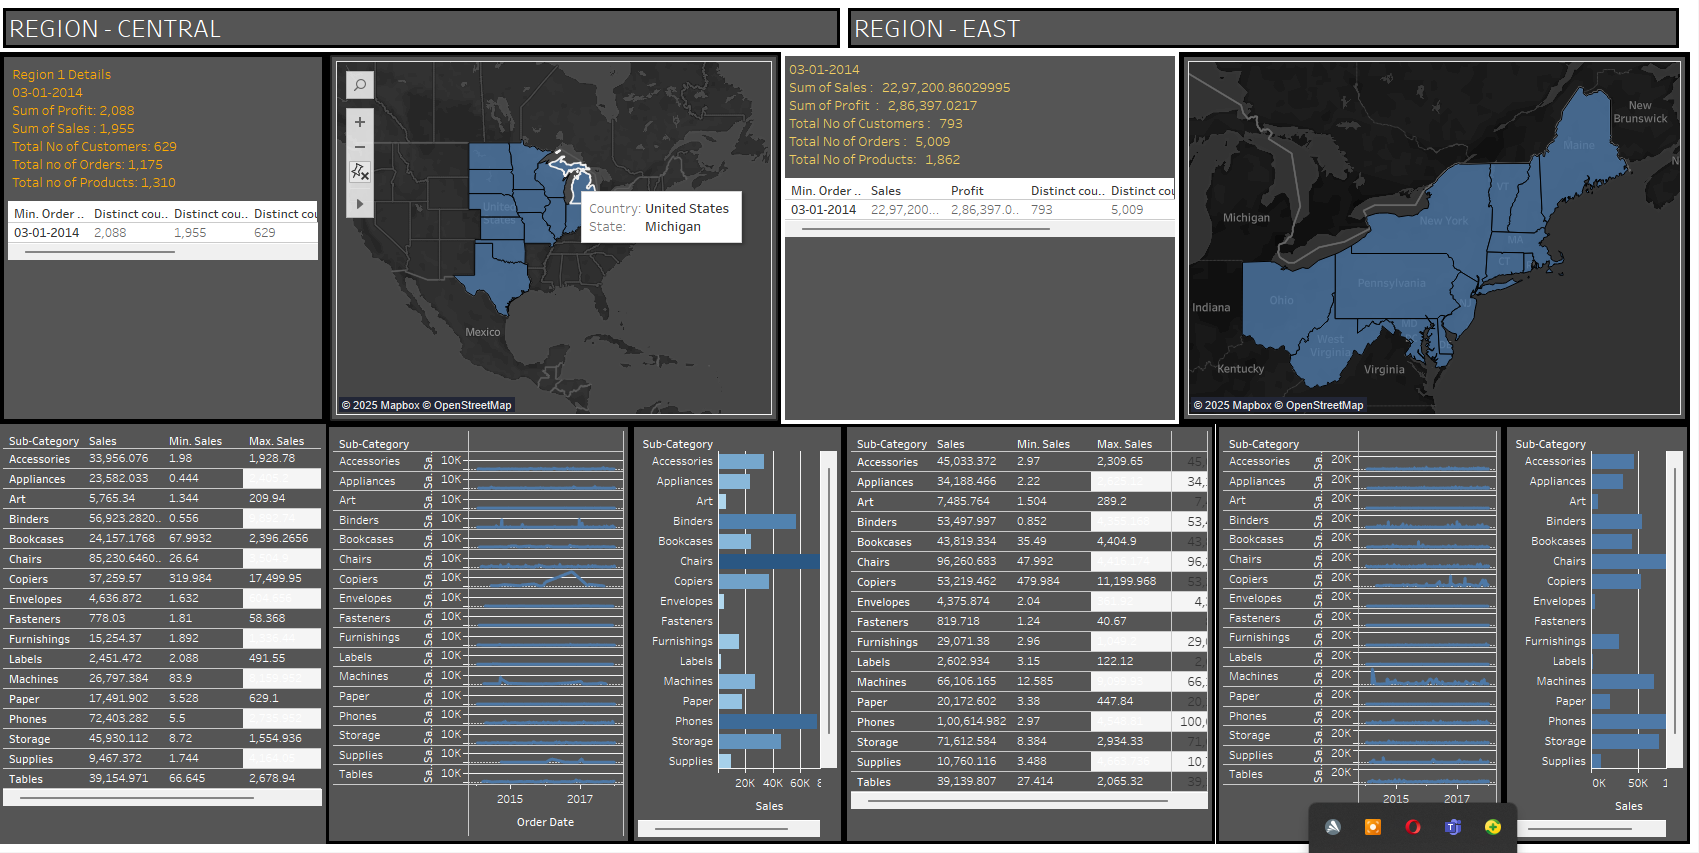 REGION - CENTRAL
REGION - EAST
Region 1 Details
03-01-2014
Sum of Profit: 2,088
Sum of Sales : 1,955
Total No of Customers: 629
Total no of Orders: 1,175
Total no of Products: 1,310
Min. Order .. Distinct cou.. Distinct cou.. Distinct cou
03-01-2014 2,088 1,955 629
United States
Country: United States
State: Michigan
Mexico
© 2025 Mapbox © OpenStreetMap
03-01-2014
Sum of Sales : 22,97,200.86029995
Sum of Profit : 2,86,397.0217
Total No of Customers : 793
Total No of Orders : 5,009
Total No of Products: 1,862
Min. Order .. Sales Profit Distinct cou.. Distinct cou
03-01-2014 22,97,200... 2,86,397.0.. 793 5,009
New Brunswick
Maine
VT
Michigan
New York
MA
CT
Pennsylvania
Ohio
Indiana
MD
West Virginia
Kentucky
Virginia
© 2025 Mapbox © OpenStreetMap
Sub-Category Sales Min. Sales Max. Sales
Accessories 33,956.076 1.98 1,928.78
Appliances 23,582.033 0.444
Art 5,765.34 1.344 209.94
Binders 56,923.2820.. 0.556
Bookcases 24,157.1768 67.9932 2,396.2656
Chairs 85,230.6460.. 26.64
Copiers 37,259.57 319.984 17,499.95
Envelopes 4,636.872 1.632
Fasteners 778.03 1.81 58.368
Furnishings 15,254.37 1.892
Labels 2,451.472 2.088 491.55
Machines 26,797.384 83.9
Paper 17,491.902 3.528 629.1
Phones 72,403.282 5.5
Storage 45,930.112 8.72 1,554.936
Supplies 9,467.372 1.744
Tables 39,154.971 66.645 2,678.94
Sub-Category
Accessories Sa.. 10K
Appliances Sa.. 10K
Art Sa.. 10K
Binders Sa.. 10K
Bookcases Sa.. 10K
Chairs Sa.. 10K
Copiers Sa.. 10K
Envelopes Sa.. 10K
Fasteners Sa.. 10K
Furnishings Sa.. 10K
Labels Sa.. 10K
Machines Sa.. 10K
Paper Sa.. 10K
Phones Sa.. 10K
Storage Sa.. 10K
Supplies Sa.. 10K
Tables Sa.. 10K
2015 2017
Order Date
Sub-Category
Accessories
Appliances
Art
Binders
Bookcases
Chairs
Copiers
Envelopes
Fasteners
Furnishings
Labels
Machines
Paper
Phones
Storage
Supplies
20K 40K 60K 8
Sales
Sub-Category Sales Min. Sales Max. Sales
Accessories 45,033.372 2.97 2,309.65 45,
Appliances 34,188.466 2.22 34,
Art 7,485.764 1.504 289.2 7,
Binders 53,497.997 0.852 53,
Bookcases 43,819.334 35.49 4,404.9 43,
Chairs 96,260.683 47.992 96,
Copiers 53,219.462 479.984 11,199.968 53,
Envelopes 4,375.874 2.04 4,
Fasteners 819.718 1.24 40.67
Furnishings 29,071.38 2.96 29,
Labels 2,602.934 3.15 122.12 2,
Machines 66,106.165 12.585 66,
Paper 20,172.602 3.38 447.84 20,
Phones 1,00,614.982 2.97 100,
Storage 71,612.584 8.384 2,934.33 71,
Supplies 10,760.116 3.488 10,
Tables 39,139.807 27.414 2,065.32 39,
Sub-Category
Accessories Sa.. 20K
Appliances Sa.. 20K
Art Sa.. 20K
Binders Sa.. 20K
Bookcases Sa.. 20K
Chairs Sa.. 20K
Copiers Sa.. 20K
Envelopes Sa.. 20K
Fasteners Sa.. 20K
Furnishings Sa.. 20K
Labels Sa.. 20K
Machines Sa.. 20K
Paper Sa.. 20K
Phones Sa.. 20K
Storage Sa.. 20K
Supplies Sa.. 20K
Tables Sa.. 20K
2015 2017
Sub-Category
Accessories
Appliances
Art
Binders
Bookcases
Chairs
Copiers
Envelopes
Fasteners
Furnishings
Labels
Machines
Paper
Phones
Storage
Supplies
0K 50K 1
Sales